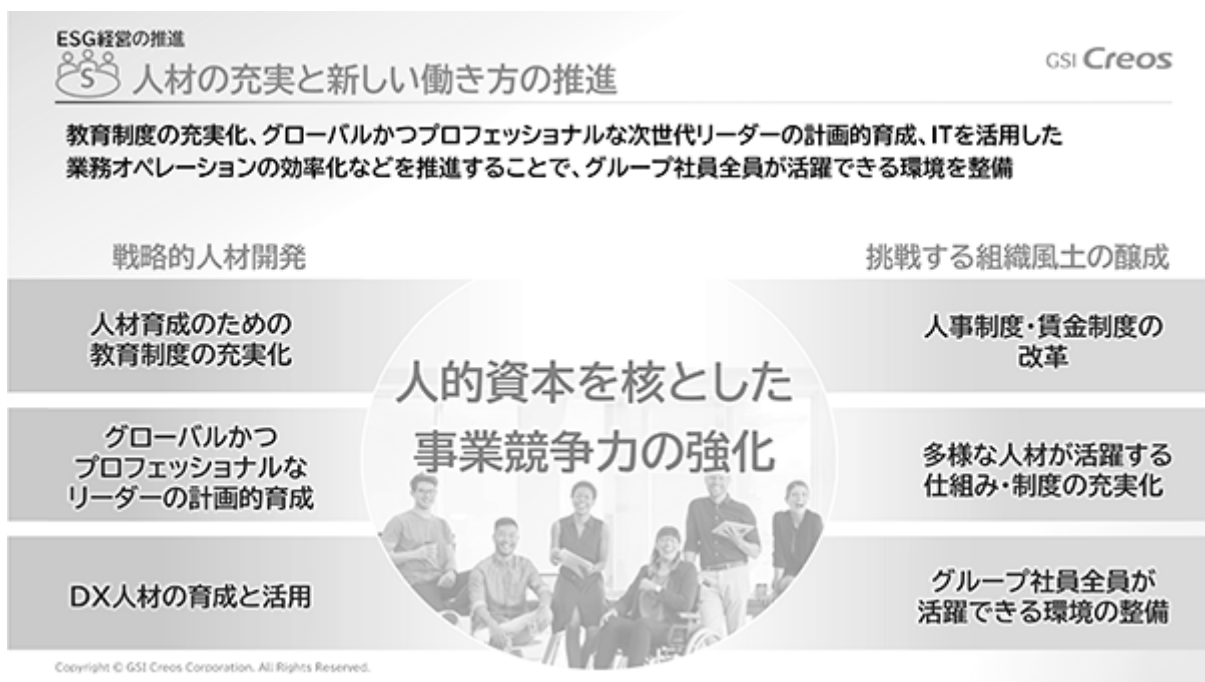 ESG経営の推進
S
人材の充実と新しい働き方の推進
GSI Creos
教育制度の充実化、グローバルかつプロフェッショナルな次世代リーダーの計画的育成、ITを活用した
業務オペレーションの効率化などを推進することで、グループ社員全員が活躍できる環境を整備
戦略的人材開発
人材育成のための
教育制度の充実化
グローバルかつ
プロフェッショナルな
リーダーの計画的育成
DX人材の育成と活用
人的資本を核とした
事業競争力の強化
挑戦する組織風土の醸成
人事制度・賃金制度の
改革
多様な人材が活躍する
仕組み・制度の充実化
グループ社員全員が
活躍できる環境の整備
Copyright © GSI Creos Corporation. All Rights Reserved.